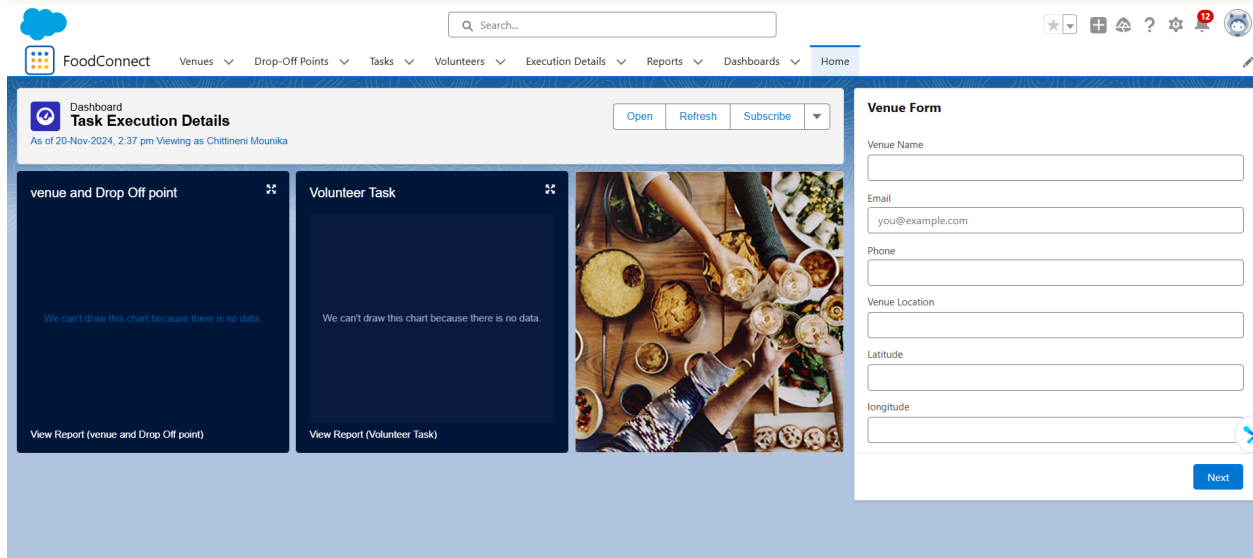 Search...
12
FoodConnect Venues Drop-Off Points Tasks Volunteers Execution Details Reports Dashboards Home
Dashboard
Task Execution Details
As of 20-Nov-2024, 2:37 pm·Viewing as Chittineni Mounika
Open Refresh Subscribe
venue and Drop Off point
We can't draw this chart because there is no data.
View Report (venue and Drop Off point)
Volunteer Task
We can't draw this chart because there is no data.
View Report (Volunteer Task)
Venue Form
Venue Name
Email
you@example.com
Phone
Venue Location
Latitude
longitude
Next